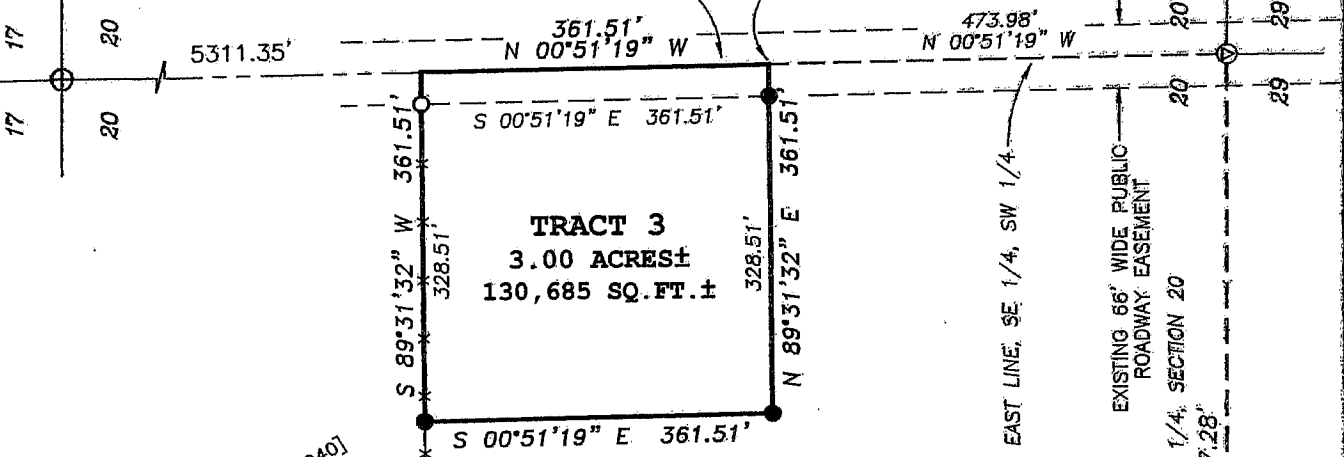 17
20
5311.35'
361.51'
N 00°51'19" W
473.98'
N 00°51'19" W
20
29
17
20
S 00°51'19" E 361.51'
20
29
S 89°31'32" W 361.51'
328.51'
TRACT 3
3.00 ACRES±
130,685 SQ.FT.±
328.51'
N 89°31'32" E 361.51'
EAST LINE, SE 1/4, SW 1/4
EXISTING 66' WIDE PUBLIC
ROADWAY EASEMENT
1/4, SECTION 20
7.28"
S 00°51'19" E 361.51'
040]